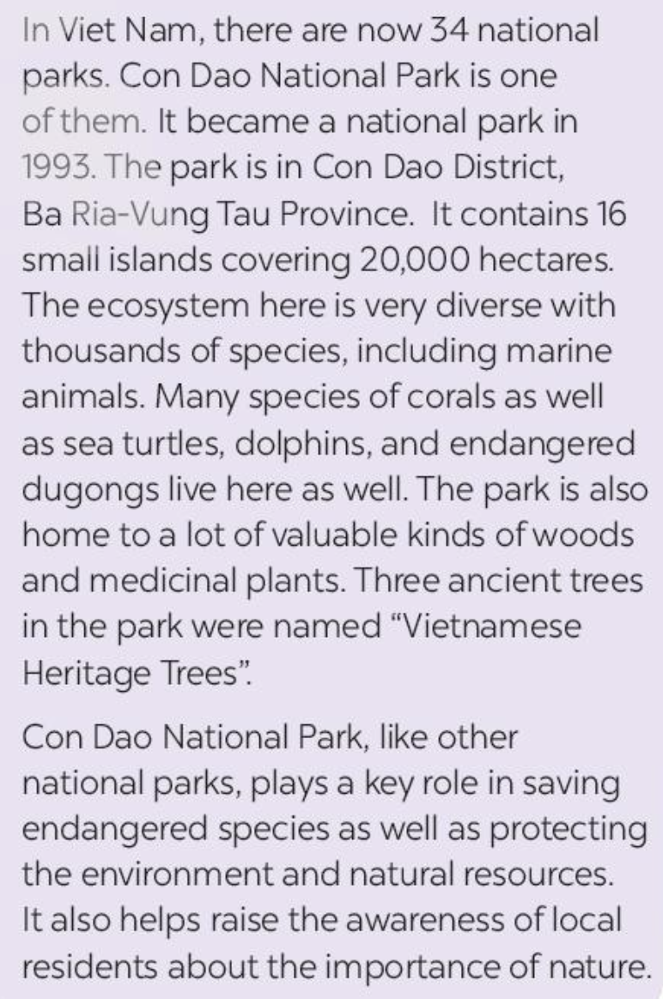 In Viet Nam, there are now 34 national
parks. Con Dao National Park is one
of them. It became a national park in
1993. The park is in Con Dao District,
Ba Ria-Vung Tau Province.  It contains 16
small islands covering 20,000 hectares.
The ecosystem here is very diverse with
thousands of species, including marine
animals. Many species of corals as well
as sea turtles, dolphins, and endangered
dugongs live here as well. The park is also
home to a lot of valuable kinds of woods
and medicinal plants. Three ancient trees
in the park were named “Vietnamese
Heritage Trees”.
Con Dao National Park, like other
national parks, plays a key role in saving
endangered species as well as protecting
the environment and natural resources.
It also helps raise the awareness of local
residents about the importance of nature.